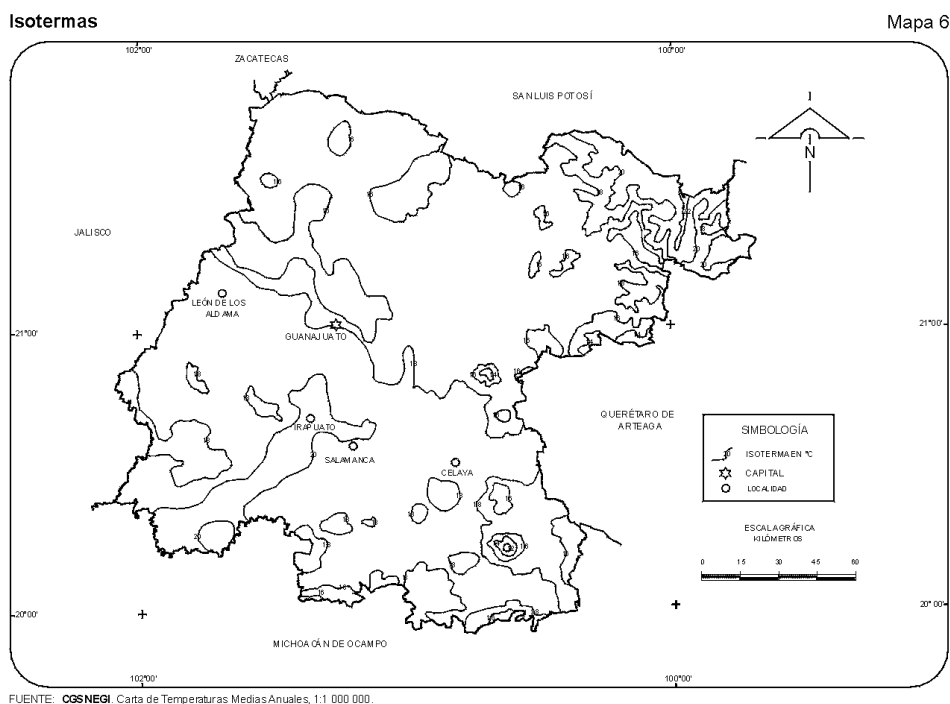 Isotermas
Mapa 6
102°00'
100°00'
ZACATECAS
SAN LUIS POTOSÍ
N
JALISCO
LEÓN DE LOS
ALDAMA
GUANAJUATO
21°00'
21°00'
QUERÉTARO DE
ARTEAGA
IRAPUATO
SALAMANCA
CELAYA
SIMBOLOGÍA
ISOTERMA EN °C
CAPITAL
LOCALIDAD
ESCALA GRÁFICA
KILÓMETROS
0 15 30 45 60
20°00'
20°00'
MICHOACÁN DE OCAMPO
102°00'
100°00'
FUENTE: CGSNEGI. Carta de Temperaturas Medias Anuales, 1:1 000 000.